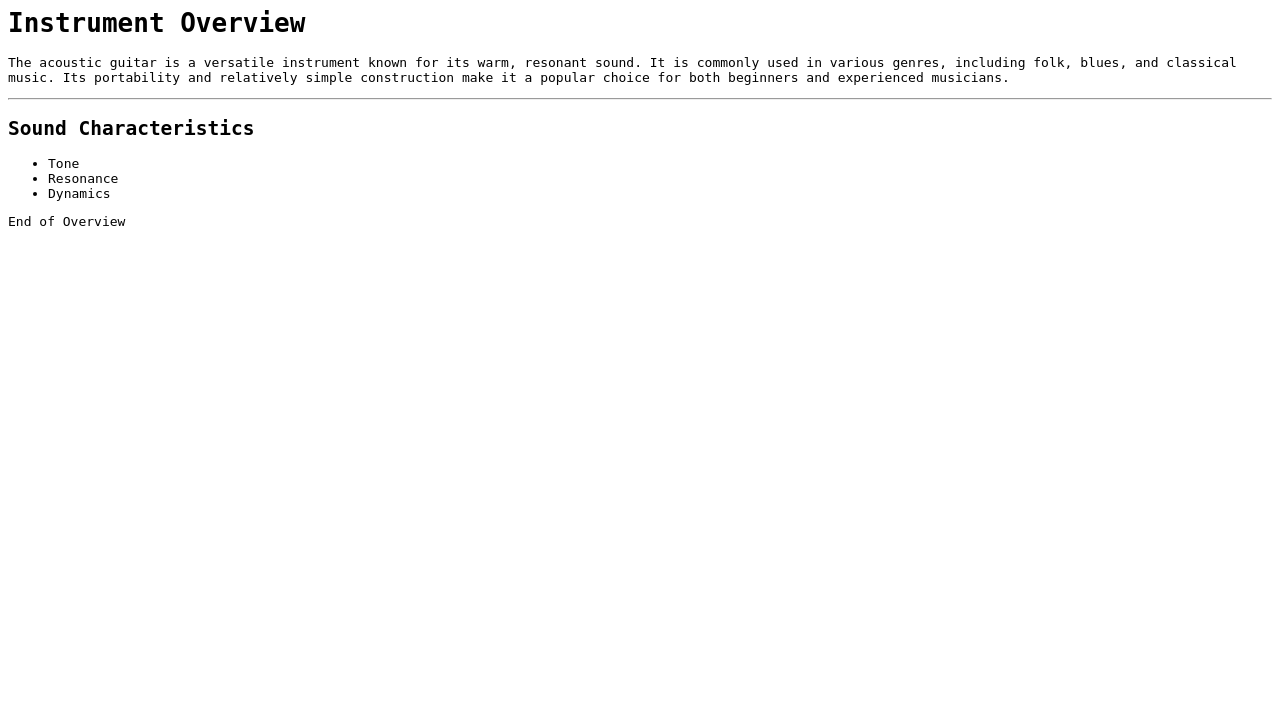 Instrument Overview
The acoustic guitar is a versatile instrument known for its warm, resonant sound. It is commonly used in various genres, including folk, blues, and classical
music. Its portability and relatively simple construction make it a popular choice for both beginners and experienced musicians.
Sound Characteristics
• Tone
• Resonance
• Dynamics
End of Overview